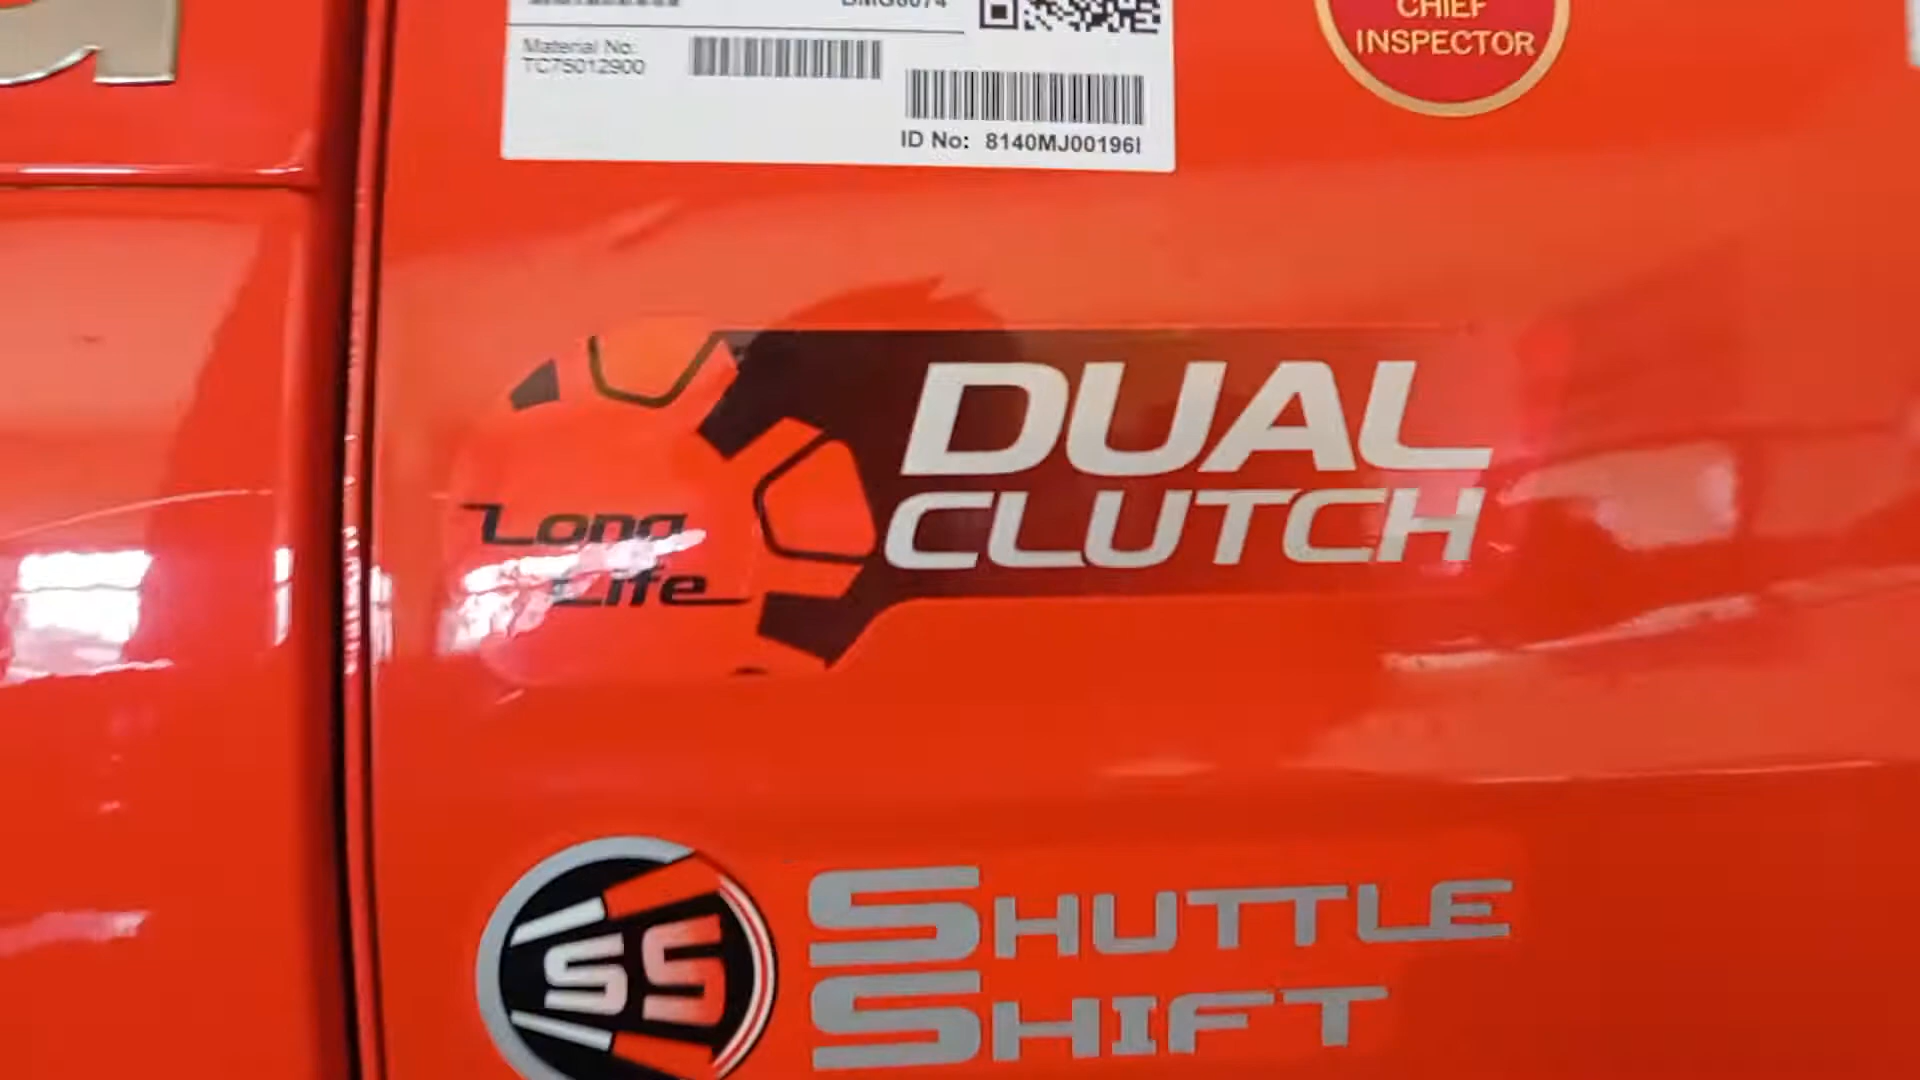 Material No:
TC75012900
ID No: 8140MJ00196I
CHIEF
INSPECTOR
DUAL
CLUTCH
Long
Life
SS
SHUTTLE
SHIFT